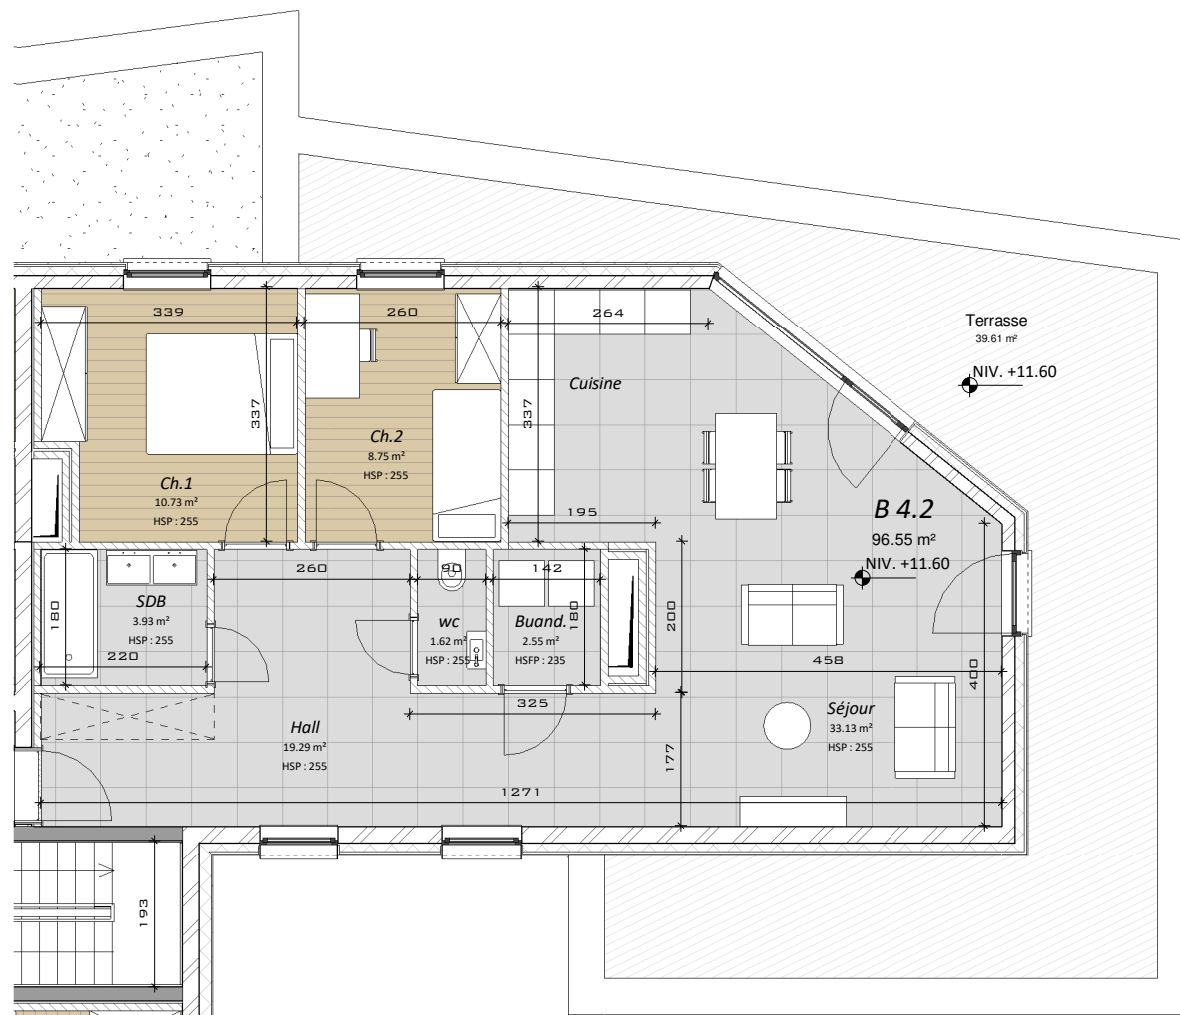 Terrasse
39.61 m²
NIV. +11.60
339
260
264
Cuisine
337
337
Ch.2
8.75 m²
HSP : 255
Ch.1
10.73 m²
HSP : 255
B 4.2
96.55 m²
NIV. +11.60
195
260
90
142
180
SDB
3.93 m²
HSP : 255
220
wc
1.62 m²
HSP : 255
Buand.
2.55 m²
HSFP : 235
180
200
458
400
325
Hall
19.29 m²
HSP : 255
Séjour
33.13 m²
HSP : 255
177
1271
193